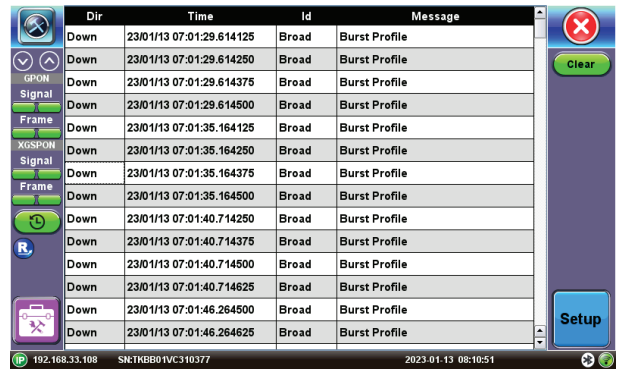 Dir Time Id Message
Down 23/01/13 07:01:29.614125 Broad Burst Profile
Down 23/01/13 07:01:29.614250 Broad Burst Profile
Down 23/01/13 07:01:29.614375 Broad Burst Profile
Down 23/01/13 07:01:29.614500 Broad Burst Profile
Down 23/01/13 07:01:35.164125 Broad Burst Profile
Down 23/01/13 07:01:35.164250 Broad Burst Profile
Down 23/01/13 07:01:35.164375 Broad Burst Profile
Down 23/01/13 07:01:35.164500 Broad Burst Profile
Down 23/01/13 07:01:40.714250 Broad Burst Profile
Down 23/01/13 07:01:40.714375 Broad Burst Profile
Down 23/01/13 07:01:40.714500 Broad Burst Profile
Down 23/01/13 07:01:40.714625 Broad Burst Profile
Down 23/01/13 07:01:46.264500 Broad Burst Profile
Down 23/01/13 07:01:46.264625 Broad Burst Profile
GPON
Signal
Frame
XGSPON
Signal
Frame
R
Clear
Setup
IP 192.168.33.108 SN:TKBB01VC310377 2023-01-13 08:10:51